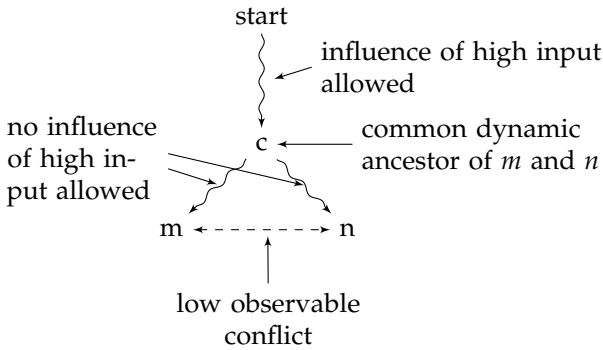 start
influence of high input
allowed
no influence
of high in-
put allowed
c
common dynamic
ancestor of m and n
m
n
low observable
conflict